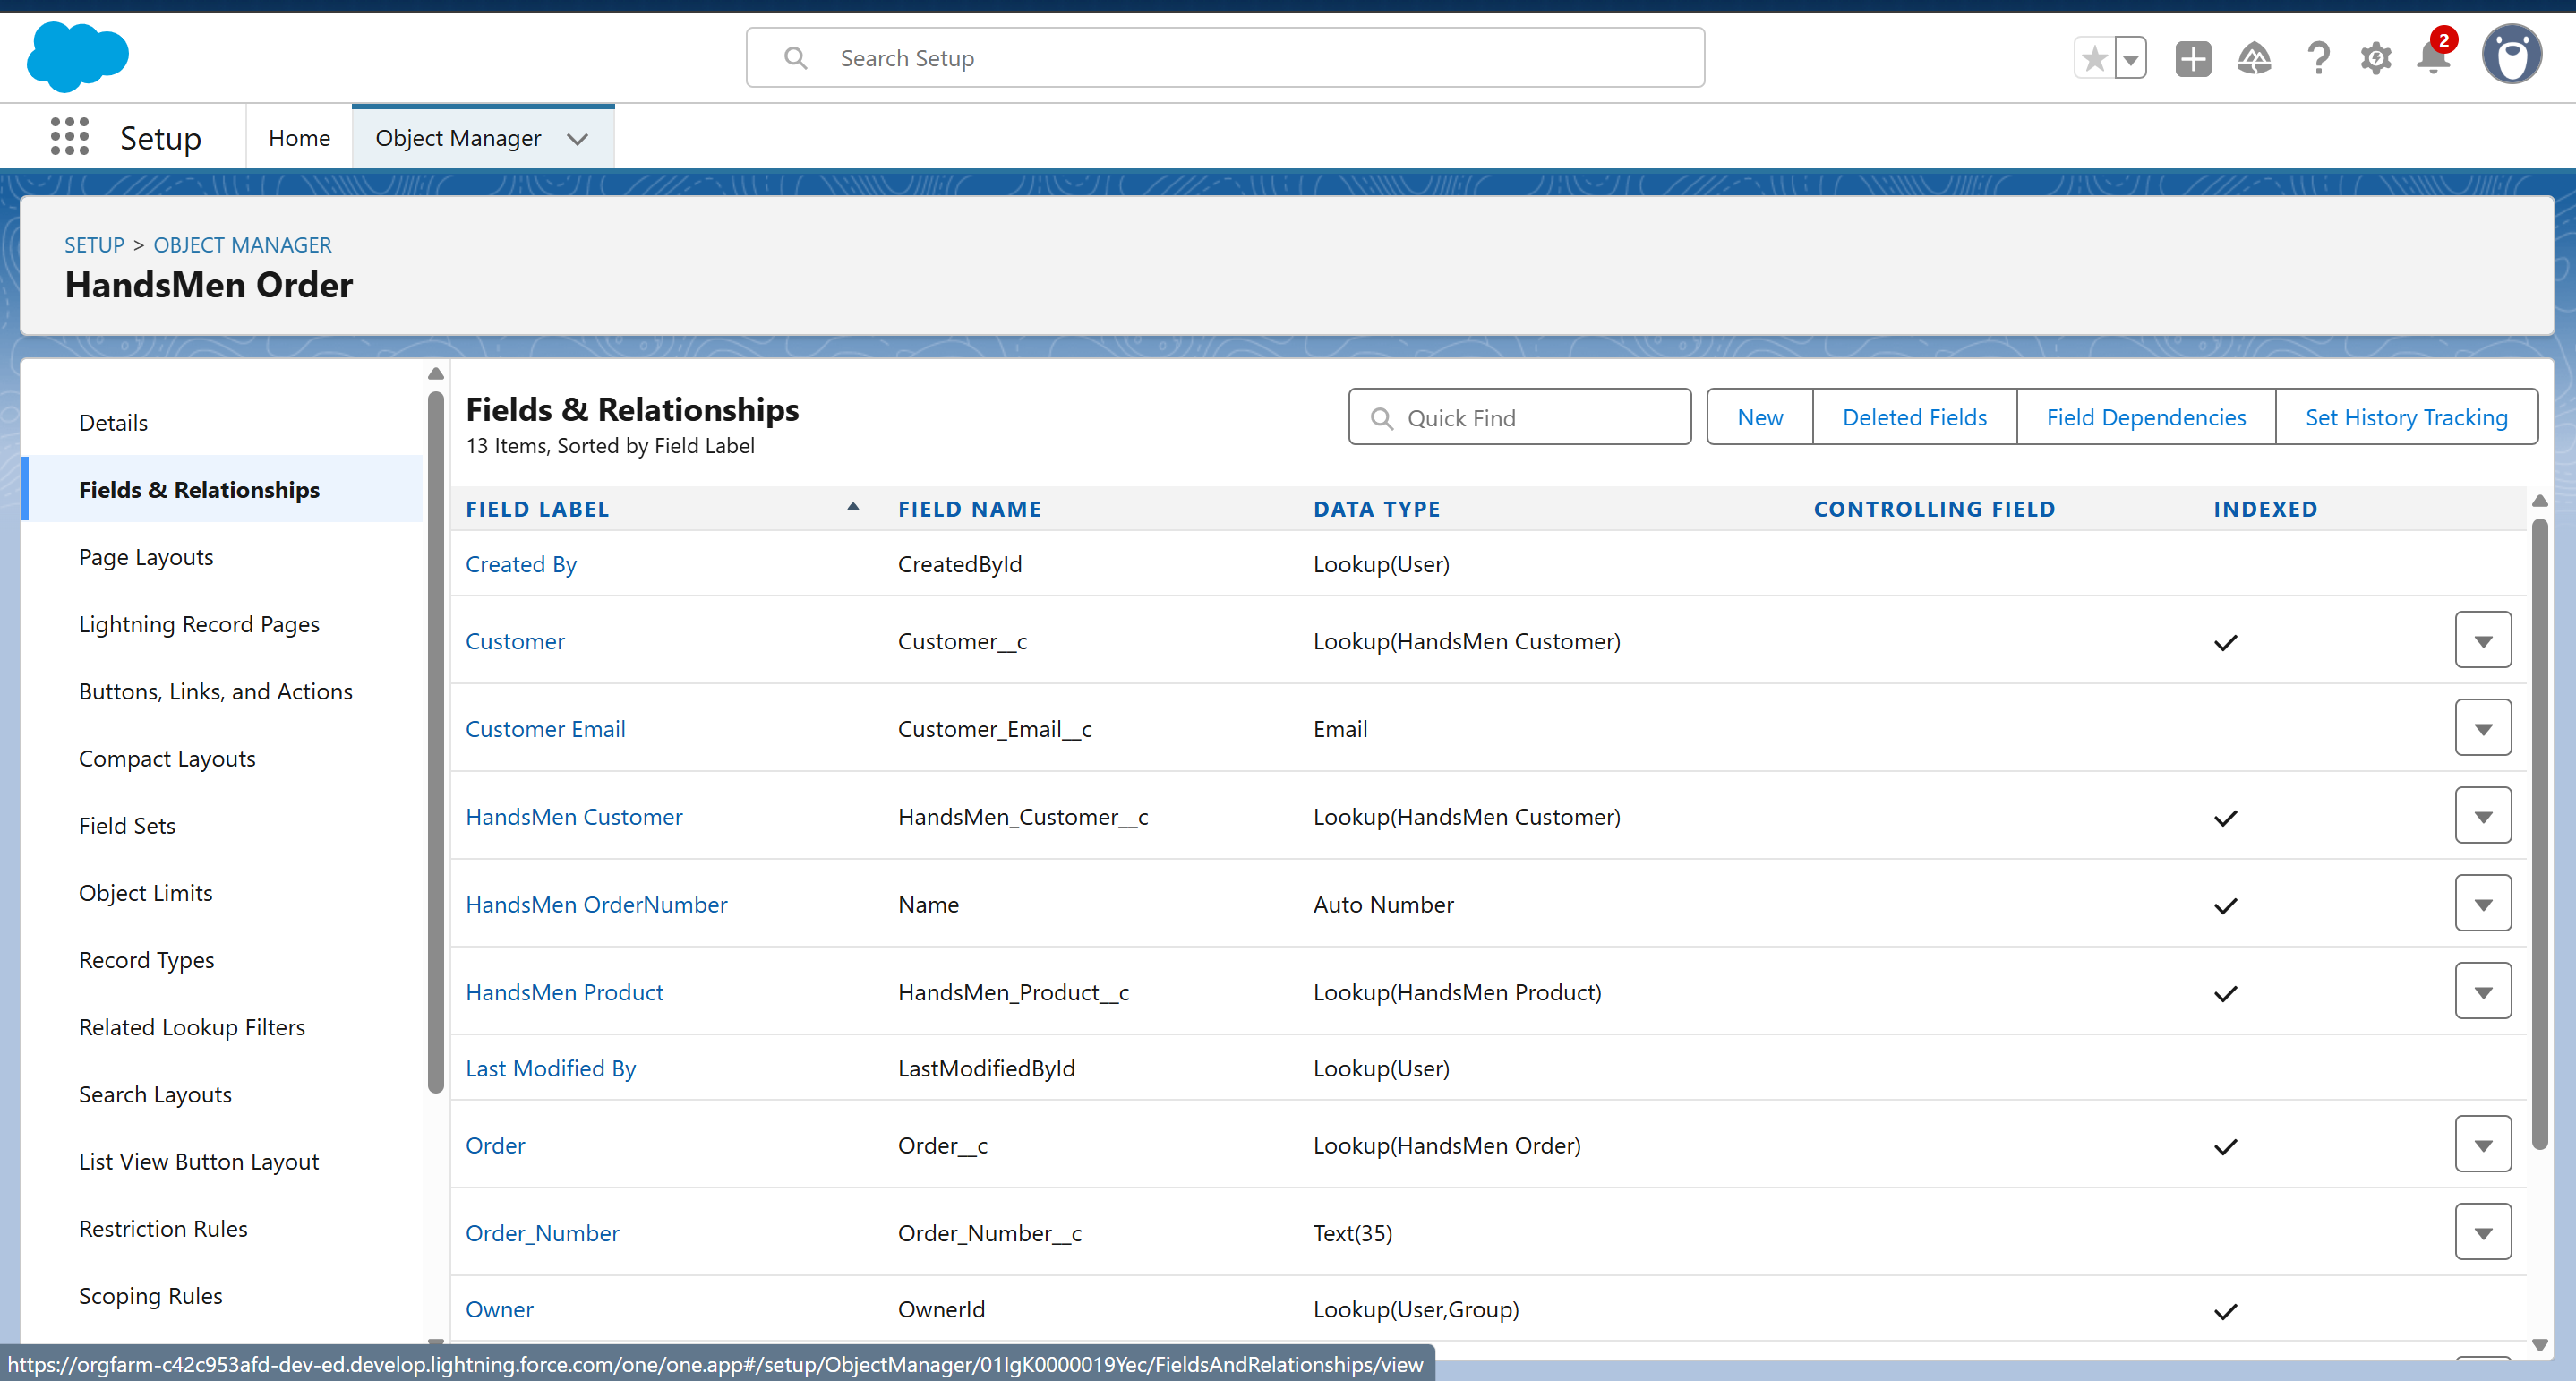 Search Setup
2
Setup
Home
Object Manager
SETUP > OBJECT MANAGER
HandsMen Order
Details
Fields & Relationships
Page Layouts
Lightning Record Pages
Buttons, Links, and Actions
Compact Layouts
Field Sets
Object Limits
Record Types
Related Lookup Filters
Search Layouts
List View Button Layout
Restriction Rules
Scoping Rules
Fields & Relationships
13 Items, Sorted by Field Label
Quick Find
New
Deleted Fields
Field Dependencies
Set History Tracking
FIELD LABEL FIELD NAME DATA TYPE CONTROLLING FIELD INDEXED
Created By CreatedById Lookup(User)
Customer Customer__c Lookup(HandsMen Customer)
Customer Email Customer_Email__c Email
HandsMen Customer HandsMen_Customer__c Lookup(HandsMen Customer)
HandsMen OrderNumber Name Auto Number
HandsMen Product HandsMen_Product__c Lookup(HandsMen Product)
Last Modified By LastModifiedById Lookup(User)
Order Order__c Lookup(HandsMen Order)
Order_Number Order_Number__c Text(35)
Owner OwnerId Lookup(User,Group)
https://orgfarm-c42c953afd-dev-ed.develop.lightning.force.com/one/one.app#/setup/ObjectManager/01IgK0000019Yec/FieldsAndRelationships/view